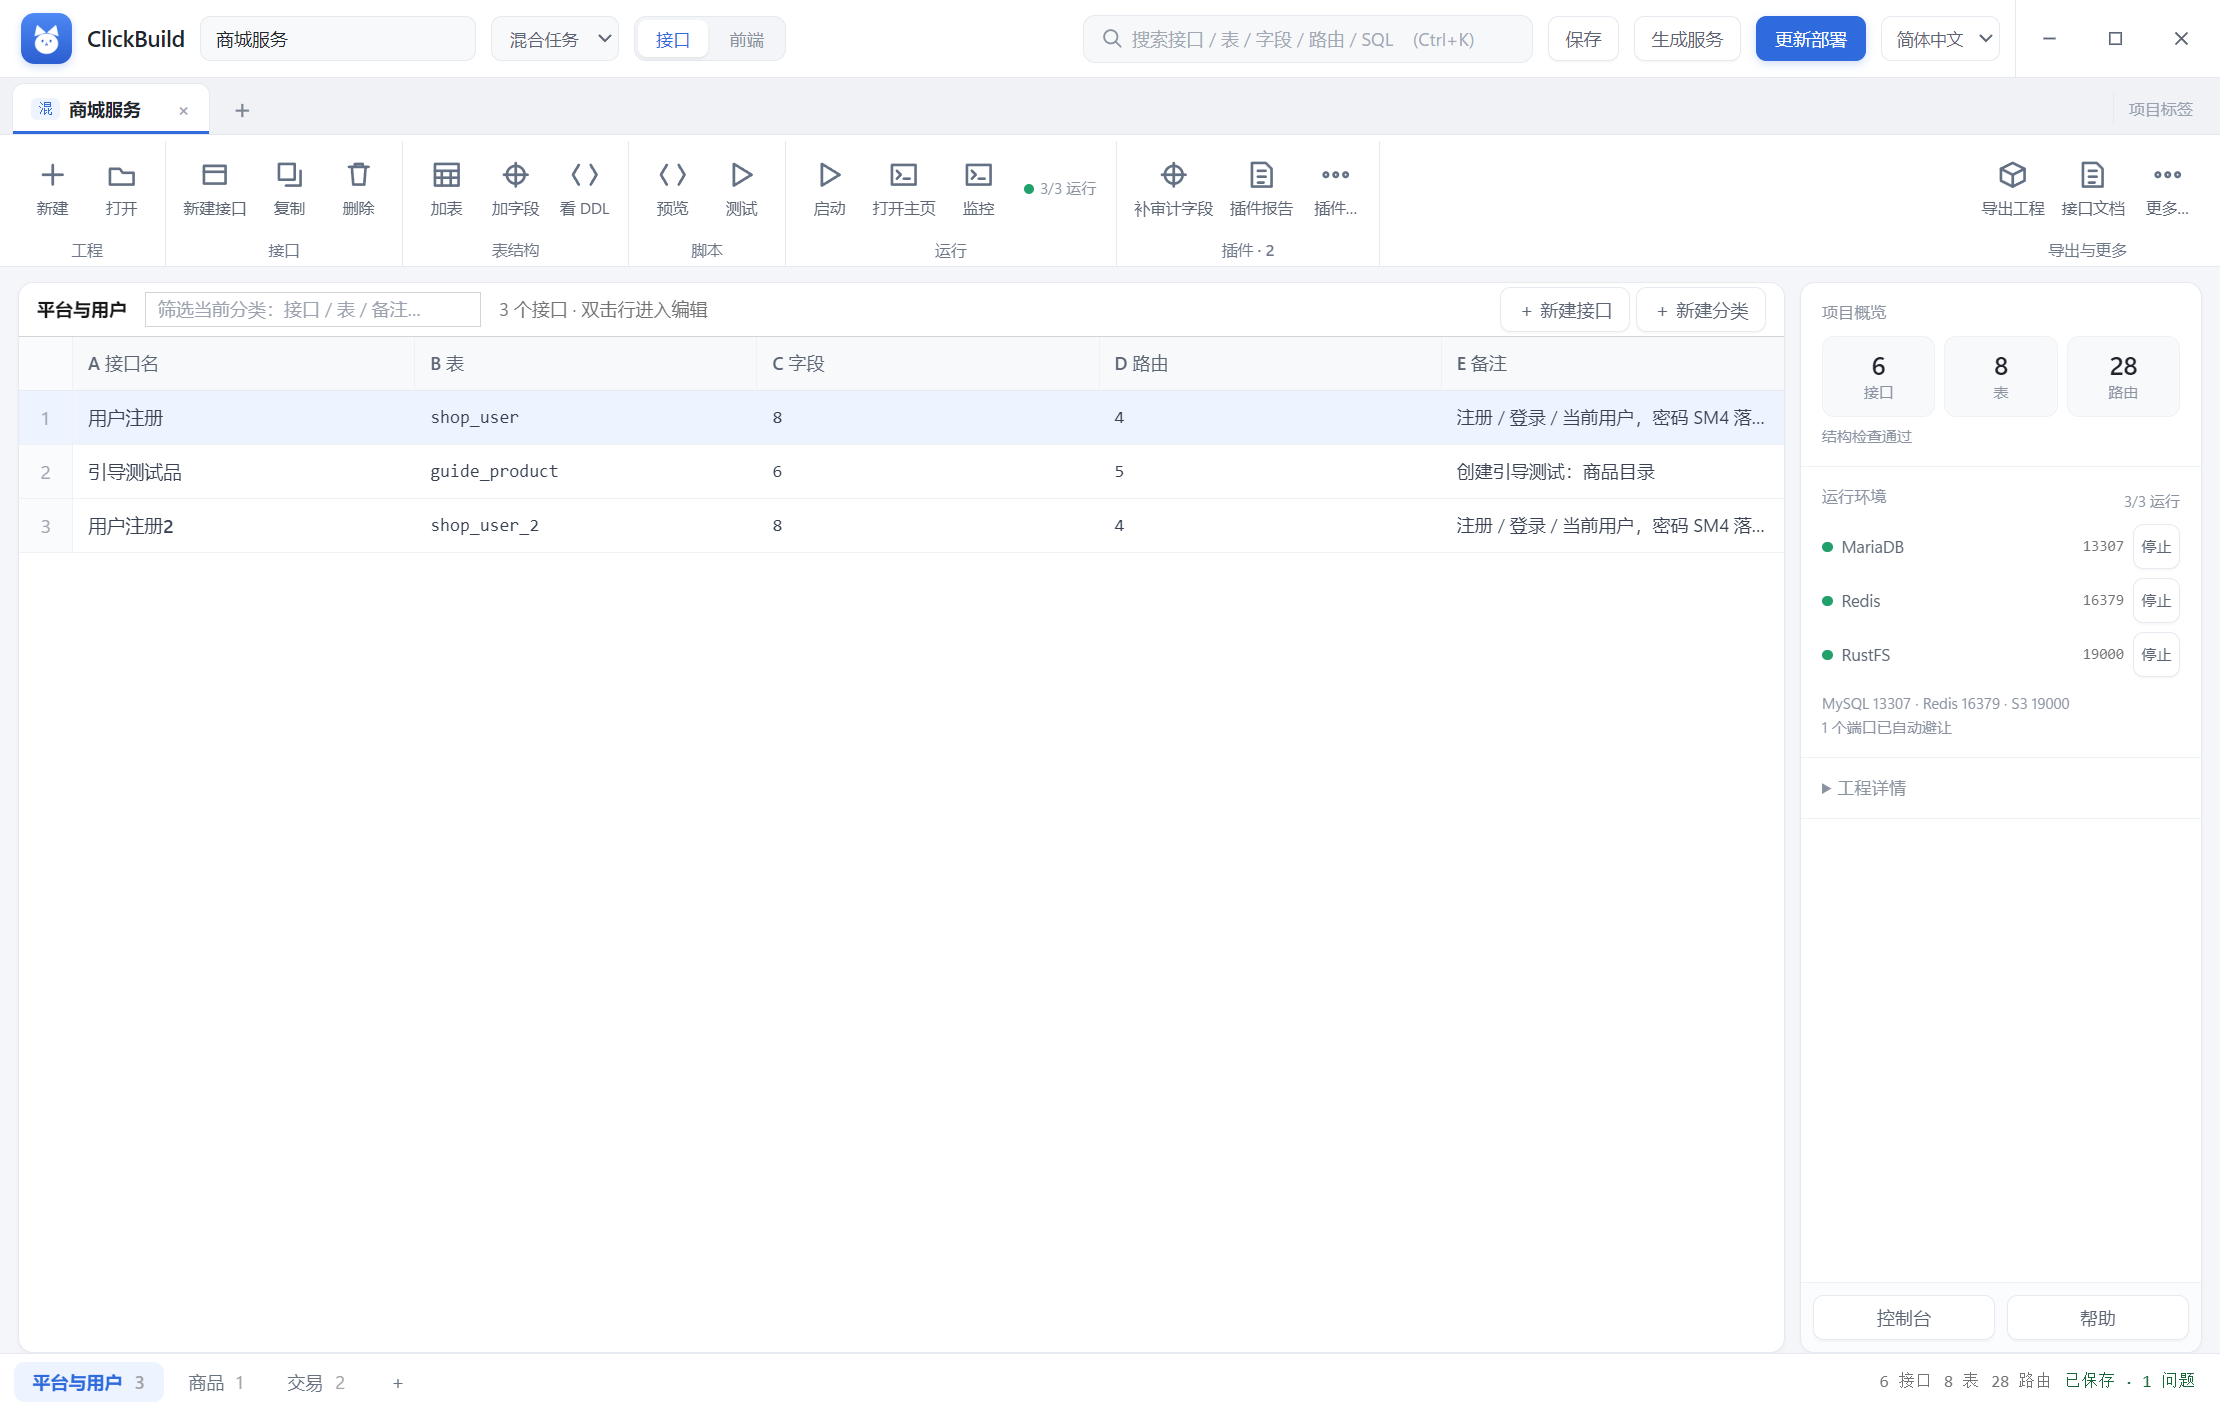 ClickBuild
商城服务
混合任务
接口
前端
搜索接口 / 表 / 字段 / 路由 / SQL (Ctrl+K)
保存
生成服务
更新部署
简体中文
混 商城服务 ×
+
项目标签
新建
打开
工程
新建接口
复制
删除
接口
加表
加字段
看 DDL
表结构
预览
测试
脚本
启动
打开主页
监控
3/3 运行
运行
补审计字段
插件报告
插件...
插件 · 2
导出工程
接口文档
更多...
导出与更多
平台与用户
筛选当前分类：接口 / 表 / 备注...
3 个接口 · 双击行进入编辑
+ 新建接口
+ 新建分类
A 接口名 B 表 C 字段 D 路由 E 备注
1 用户注册 shop_user 8 4 注册 / 登录 / 当前用户，密码 SM4 落...
2 引导测试品 guide_product 6 5 创建引导测试：商品目录
3 用户注册2 shop_user_2 8 4 注册 / 登录 / 当前用户，密码 SM4 落...
项目概览
6 接口
8 表
28 路由
结构检查通过
运行环境 3/3 运行
MariaDB 13307 停止
Redis 16379 停止
RustFS 19000 停止
MySQL 13307 · Redis 16379 · S3 19000
1 个端口已自动避让
工程详情
控制台
帮助
平台与用户 3
商品 1
交易 2
+
6 接口 8 表 28 路由 已保存 · 1 问题